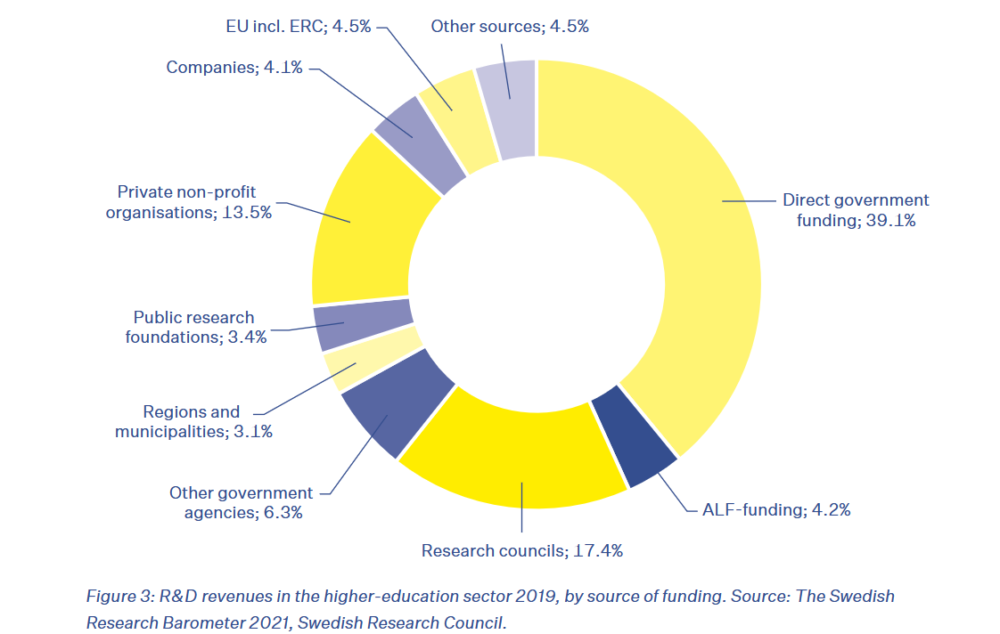 EU incl. ERC; 4.5%
Other sources; 4.5%
Companies; 4.1%
Private non-profit
organisations; 13.5%
Direct government
funding; 39.1%
Public research
foundations; 3.4%
Regions and
municipalities; 3.1%
Other government
agencies; 6.3%
ALF-funding; 4.2%
Research councils; 17.4%
Figure 3: R&D revenues in the higher-education sector 2019, by source of funding. Source: The Swedish
Research Barometer 2021, Swedish Research Council.